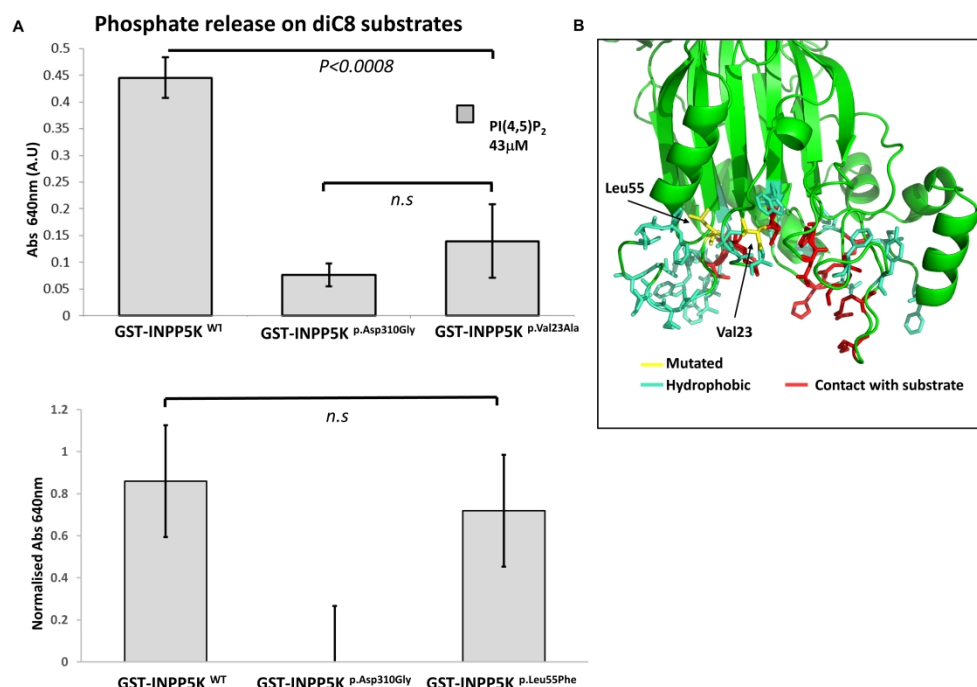 A
Phosphate release on diC8 substrates
0.5
0.45
0.4
0.35
0.3
0.25
0.2
0.15
0.1
0.05
0
Abs 640nm (A.U)
P<0.0008
n.s
PI(4,5)P2
43μM
GST-INPP5K WT
GST-INPP5K p.Asp310Gly
GST-INPP5K p.Val23Ala
1.2
1
0.8
0.6
0.4
0.2
0
Normalised Abs 640nm
n.s
GST-INPP5K WT
GST-INPP5K p.Asp310Gly
GST-INPP5K p.Leu55Phe
B
Leu55
Val23
Mutated
Hydrophobic
Contact with substrate